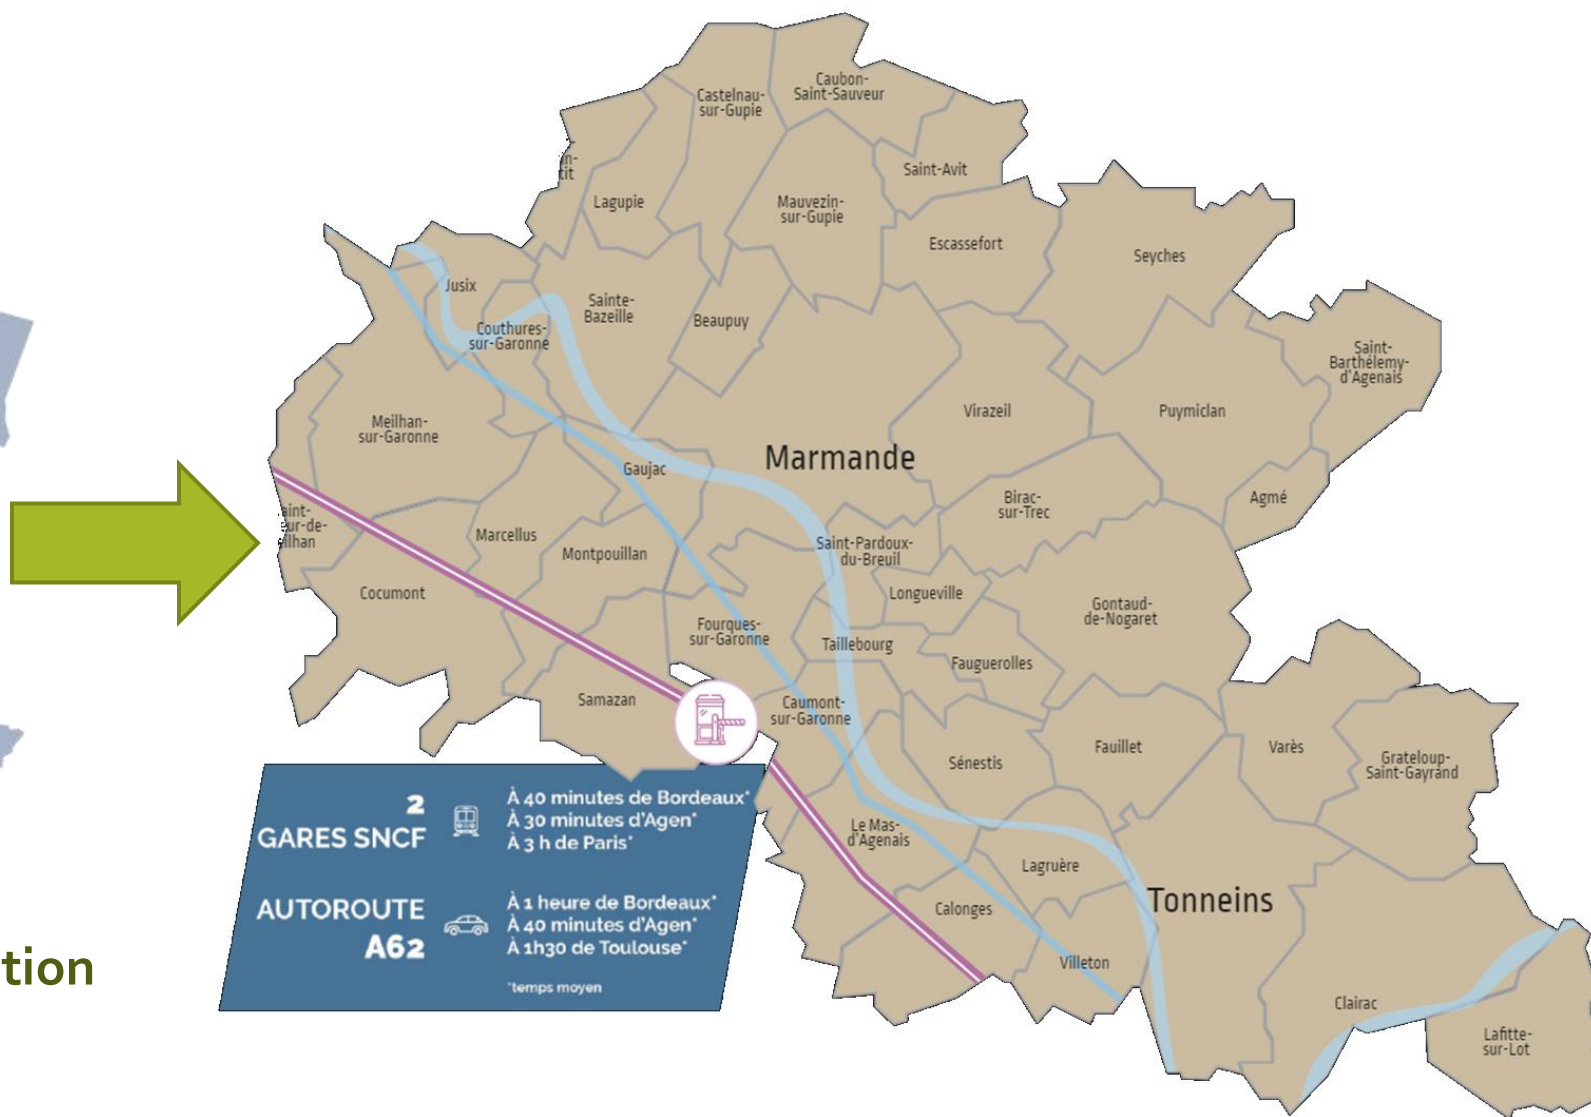 Castelnau-
sur-Gupie
Caubon-
Saint-Sauveur
Saint-Avit
Lagupie
Mauvezin-
sur-Gupie
Escassefort
Seyches
Jusix
Sainte-
Bazeille
Beaupuy
Couthures-
sur-Garonne
Saint-
Barthélemy-
d'Agenais
Meilhan-
sur-Garonne
Virazeil
Puymiclan
Marmande
Gaujac
Birac-
sur-Trec
Agmé
aint-
eur-de-
ilhan
Marcellus
Montpouillan
Saint-Pardoux-
du-Breuil
Cocumont
Longueville
Gontaud-
de-Nogaret
Fourques-
sur-Garonne
Taillebourg
Fauguerolles
Samazan
Caumont-
sur-Garonne
Sénestis
Fauillet
Varès
Grateloup-
Saint-Gayrand
Le Mas-
d'Agenais
Lagruère
Calonges
Tonneins
Villeton
Clairac
Lafitte-
sur-Lot
2
GARES SNCF
À 40 minutes de Bordeaux*
À 30 minutes d'Agen*
À 3 h de Paris*
AUTOROUTE
A62
À 1 heure de Bordeaux*
À 40 minutes d'Agen*
À 1h30 de Toulouse*
*temps moyen
tion